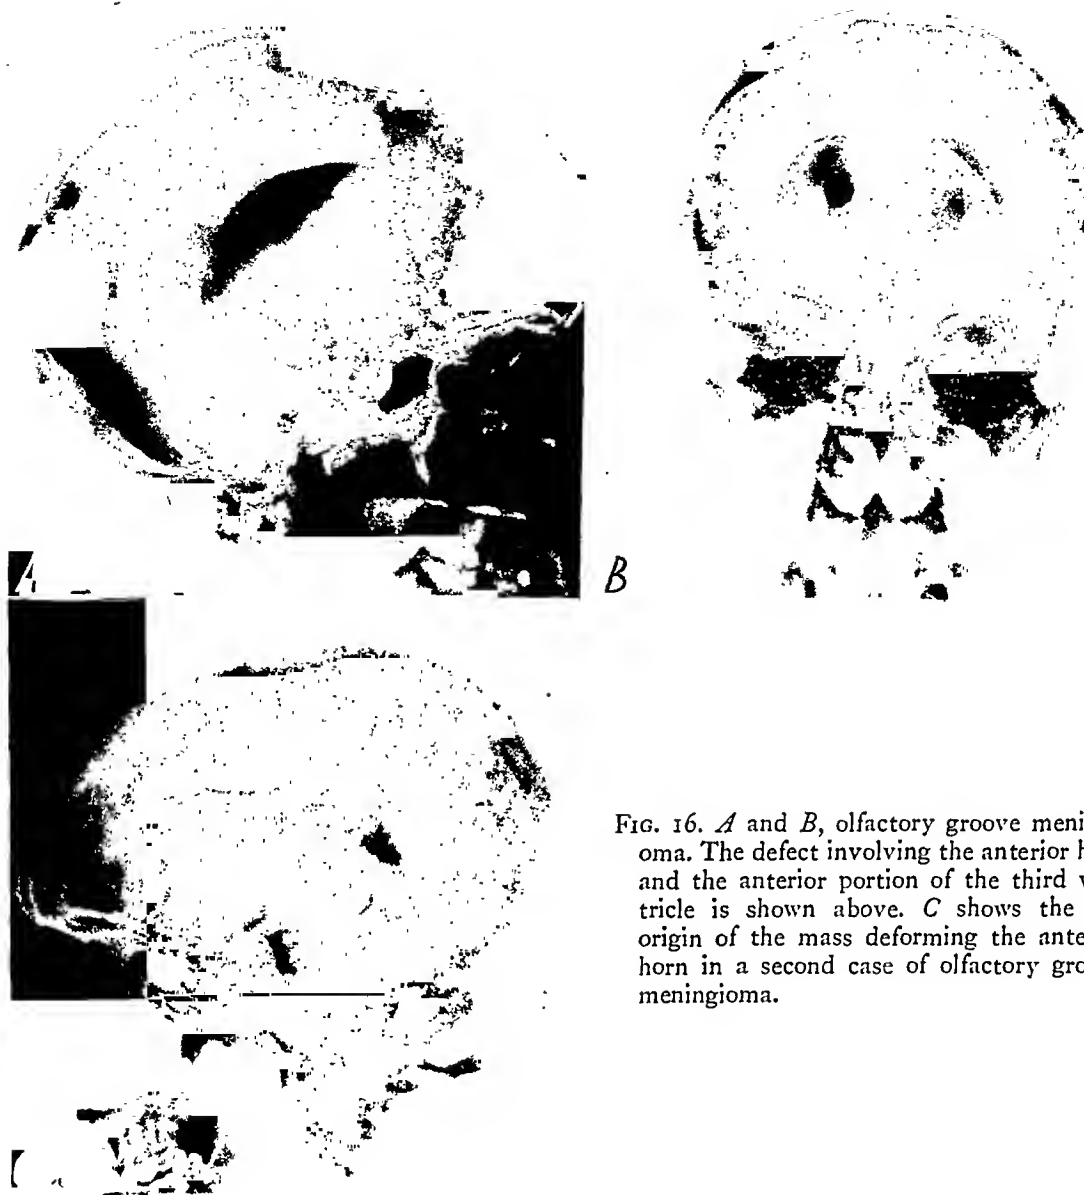 A
B
FIG. 16. A and B, olfactory groove meni
oma. The defect involving the anterior
and the anterior portion of the third
tricle is shown above. C shows the
origin of the mass deforming the ante
horn in a second case of olfactory gro
meningioma.